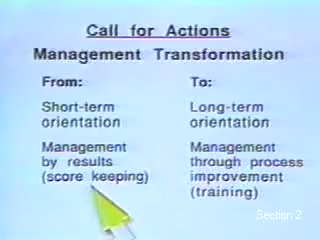 Call for Actions
Management Transformation
From: To:
Short-term Long-term
orientation orientation
Management Management
by results through process
(score keeping) improvement
(training)
Section 2